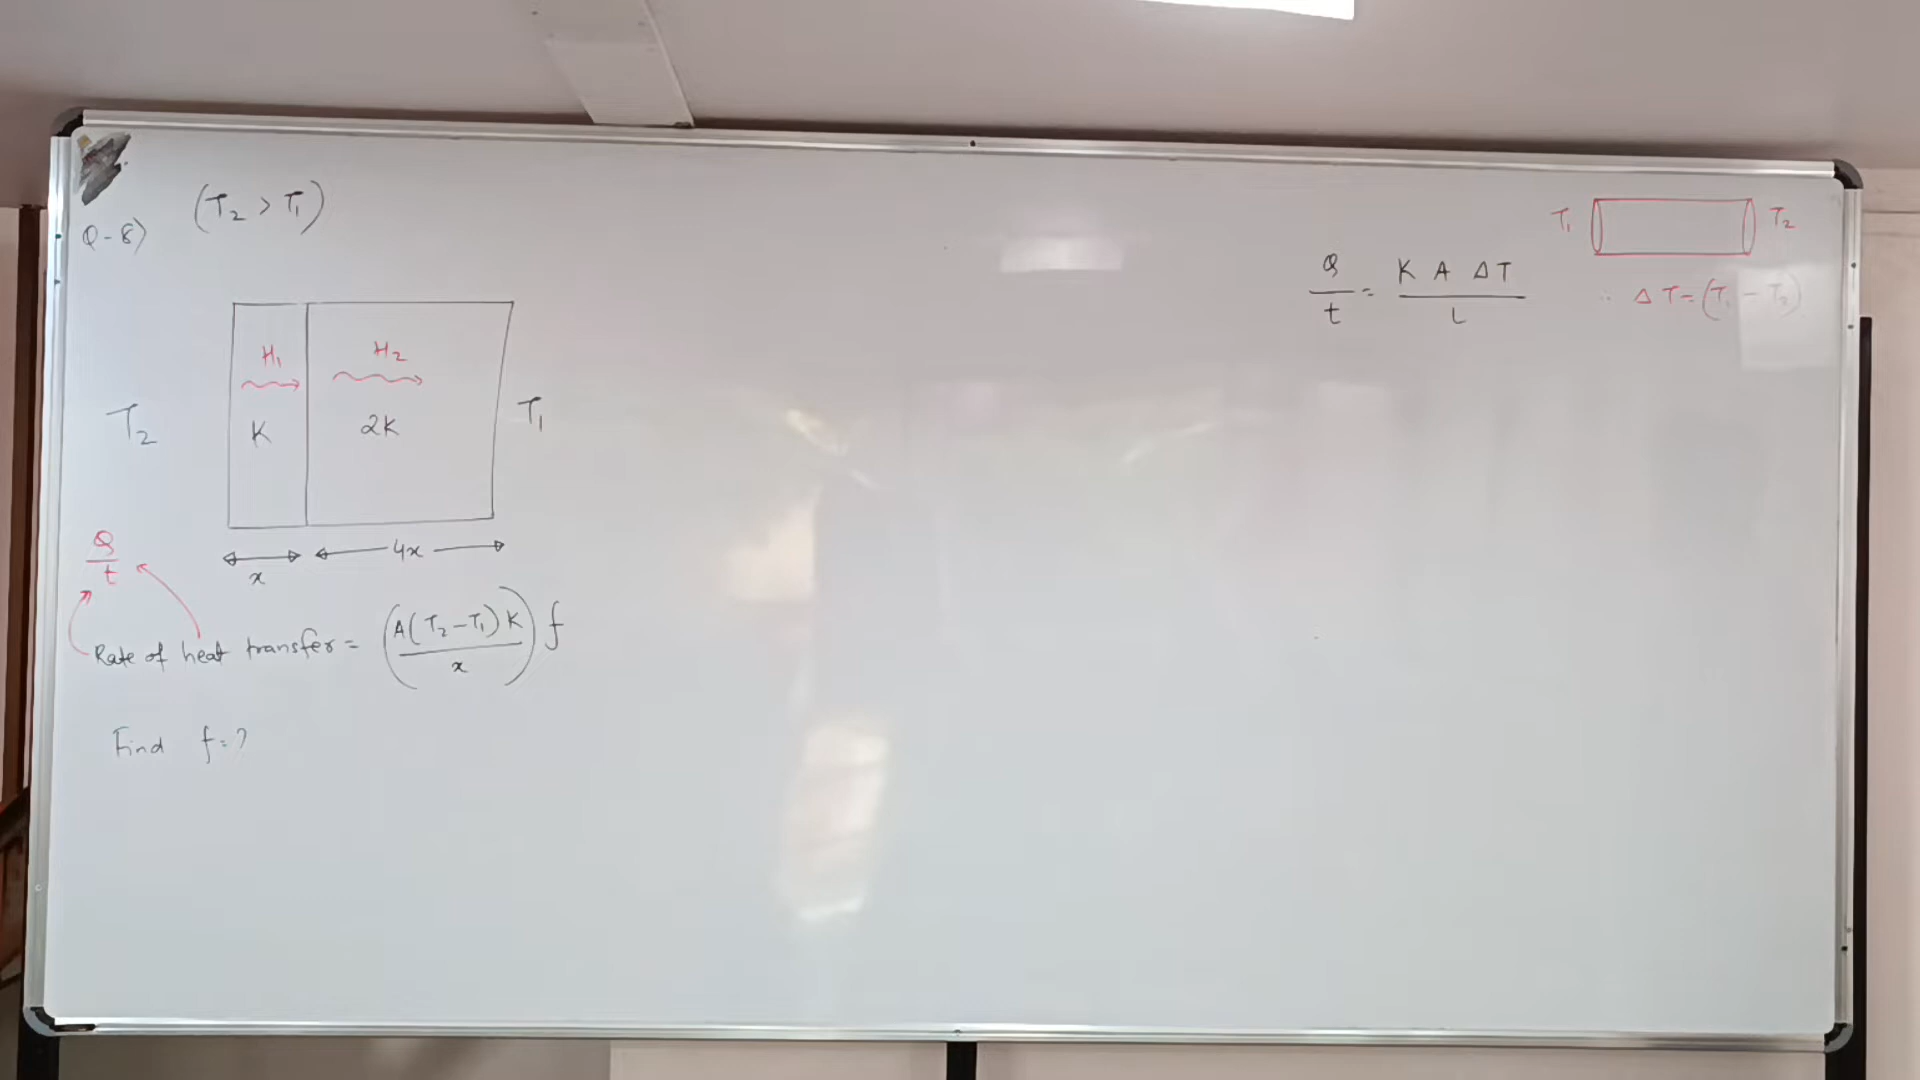 (T₂ > T₁)
Q-8)
H₁
H₂
T₂
K
2K
T₁
x
4x
Q/t
Rate of heat transfer = (A(T₂-T₁)K/x) f
Find f=?
T₁
T₂
Q/t = K A ΔT/L
∴ ΔT=(T₁-T₂)